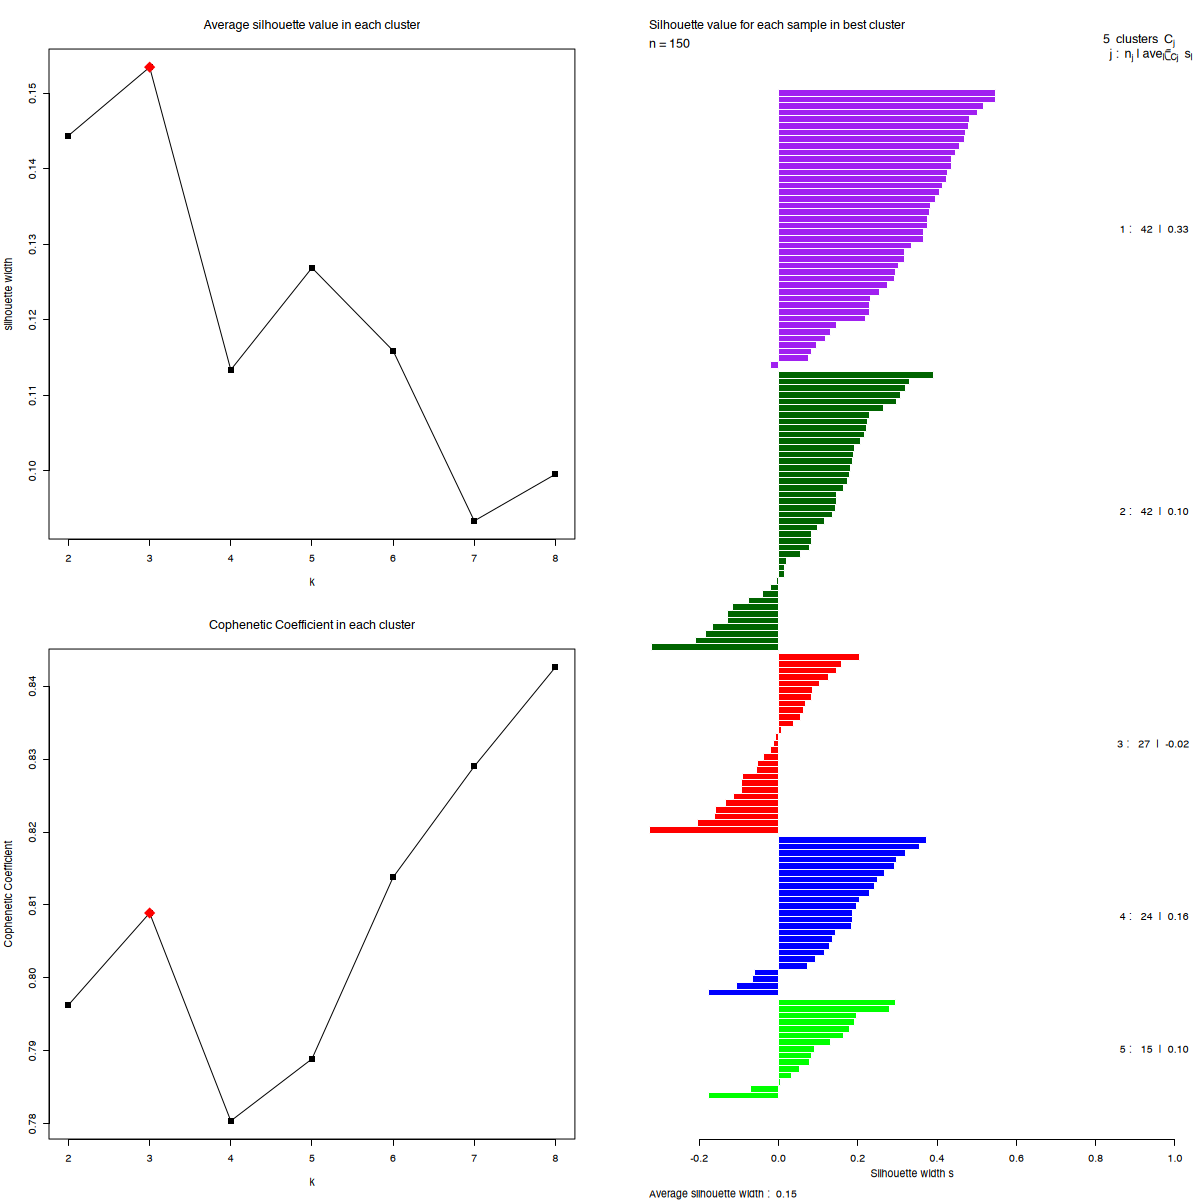 Average silhouette value in each cluster
0.15
0.14
0.13
0.12
0.11
0.10
silhouette width
2 3 4 5 6 7 8
k
Cophenetic Coefficient in each cluster
0.84
0.83
0.82
0.81
0.80
0.79
0.78
Cophenetic Coefficient
2 3 4 5 6 7 8
k
Silhouette value for each sample in best cluster
n = 150
5 clusters Cj
j : nj | ave
1 : 42 | 0.33
2 : 42 | 0.10
3 : 27 | -0.02
4 : 24 | 0.16
5 : 15 | 0.10
-0.2 0.0 0.2 0.4 0.6 0.8 1.0
Silhouette width s
Average silhouette width : 0.15